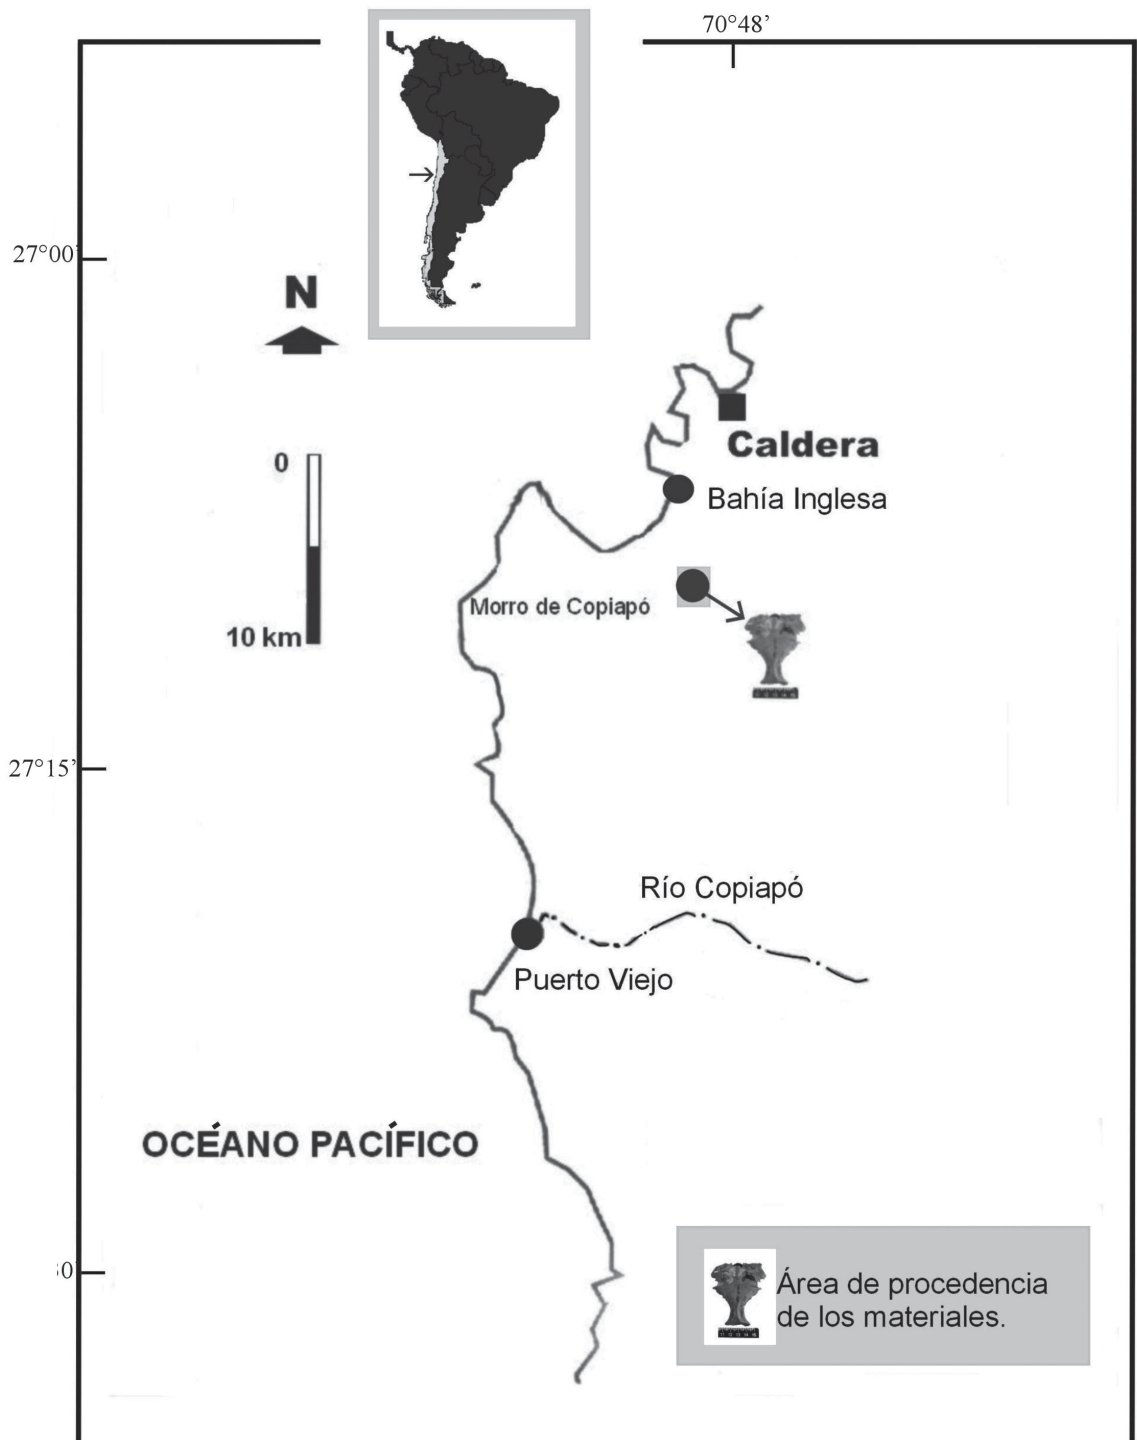 70°48’
27°00’
N
Caldera
0
Bahía Inglesa
Morro de Copiapó
10 km
27°15’
Río Copiapó
Puerto Viejo
OCÉANO PACÍFICO
Área de procedencia
de los materiales.